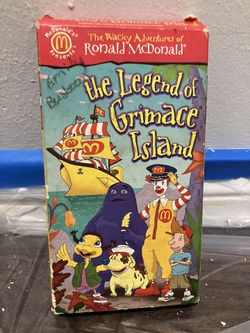 McDonald's
Presents
The Wacky Adventures of
Ronald McDonald
the Legend of
Grimace
Island